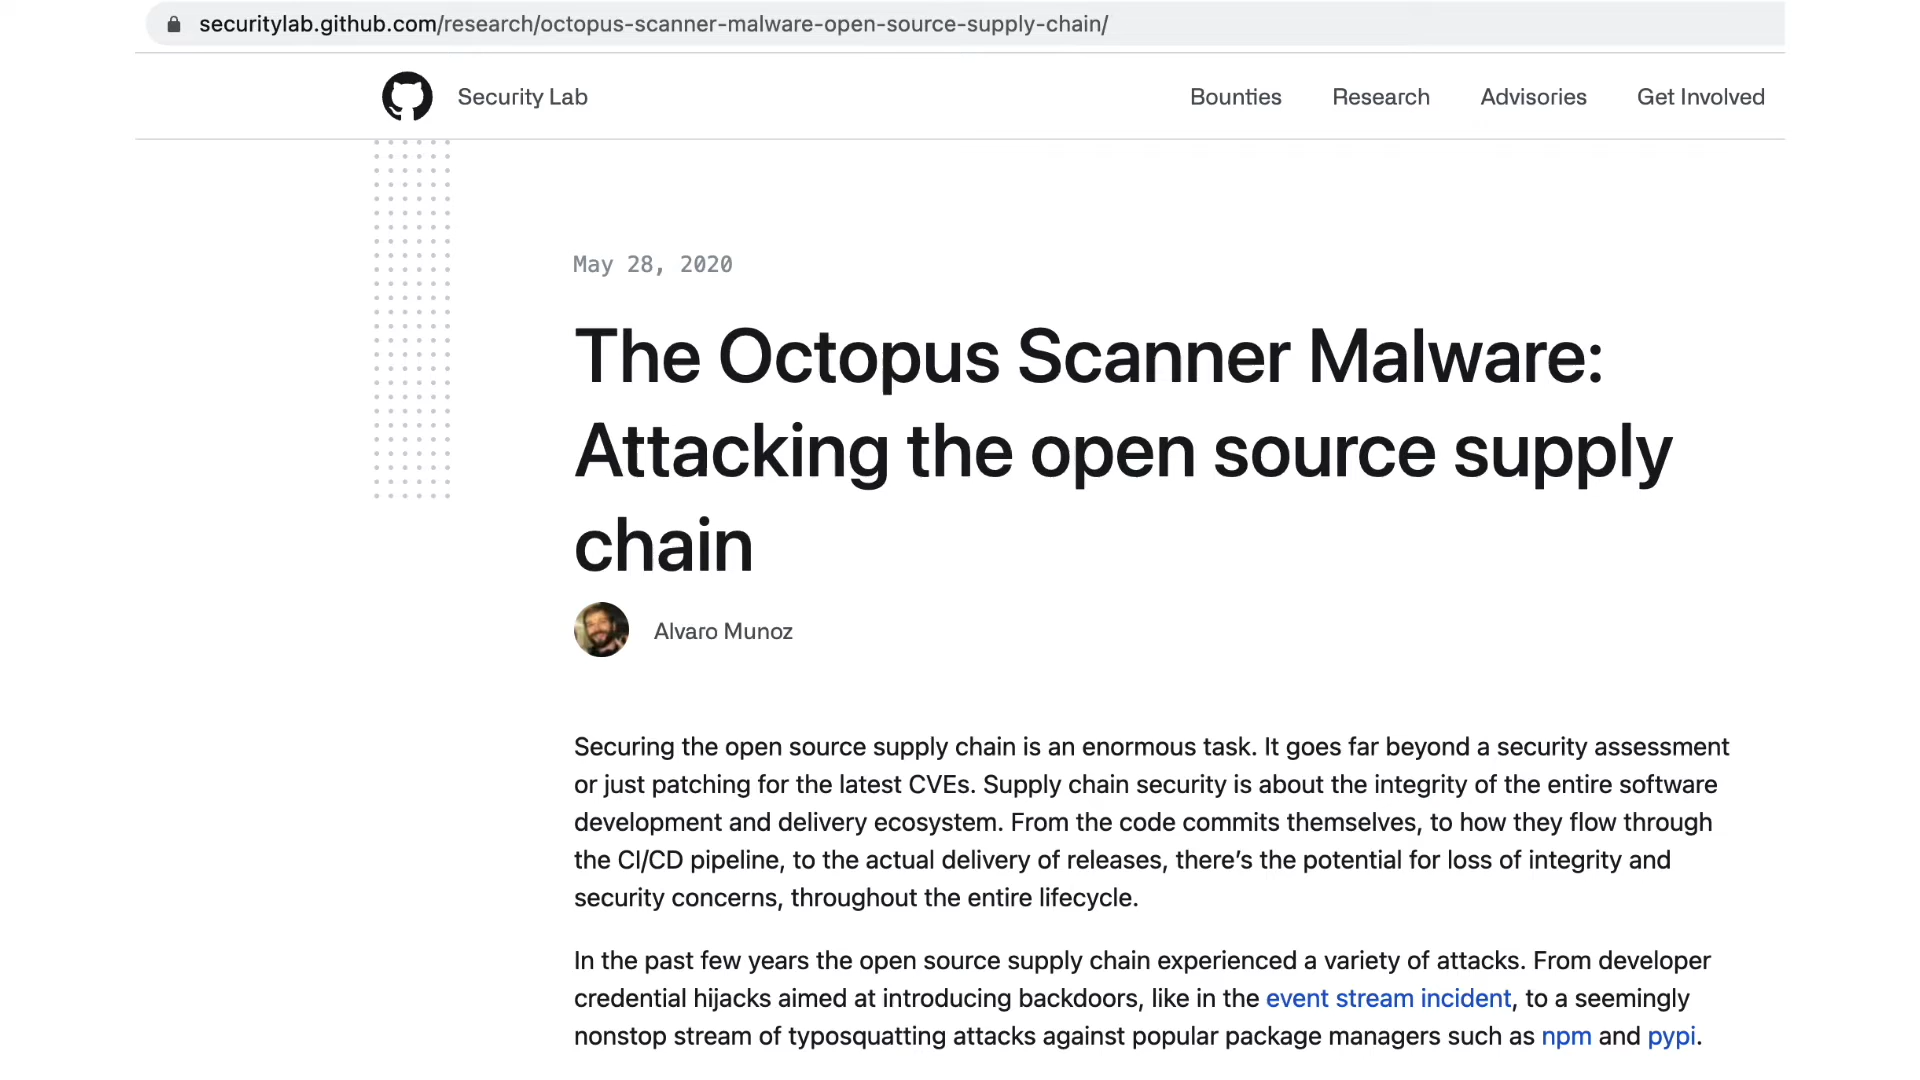 securitylab.github.com/research/octopus-scanner-malware-open-source-supply-chain/
Security Lab
Bounties
Research
Advisories
Get Involved
May 28, 2020
The Octopus Scanner Malware:
Attacking the open source supply
chain
Alvaro Munoz
Securing the open source supply chain is an enormous task. It goes far beyond a security assessment
or just patching for the latest CVEs. Supply chain security is about the integrity of the entire software
development and delivery ecosystem. From the code commits themselves, to how they flow through
the CI/CD pipeline, to the actual delivery of releases, there’s the potential for loss of integrity and
security concerns, throughout the entire lifecycle.
In the past few years the open source supply chain experienced a variety of attacks. From developer
credential hijacks aimed at introducing backdoors, like in the event stream incident, to a seemingly
nonstop stream of typosquatting attacks against popular package managers such as npm and pypi.